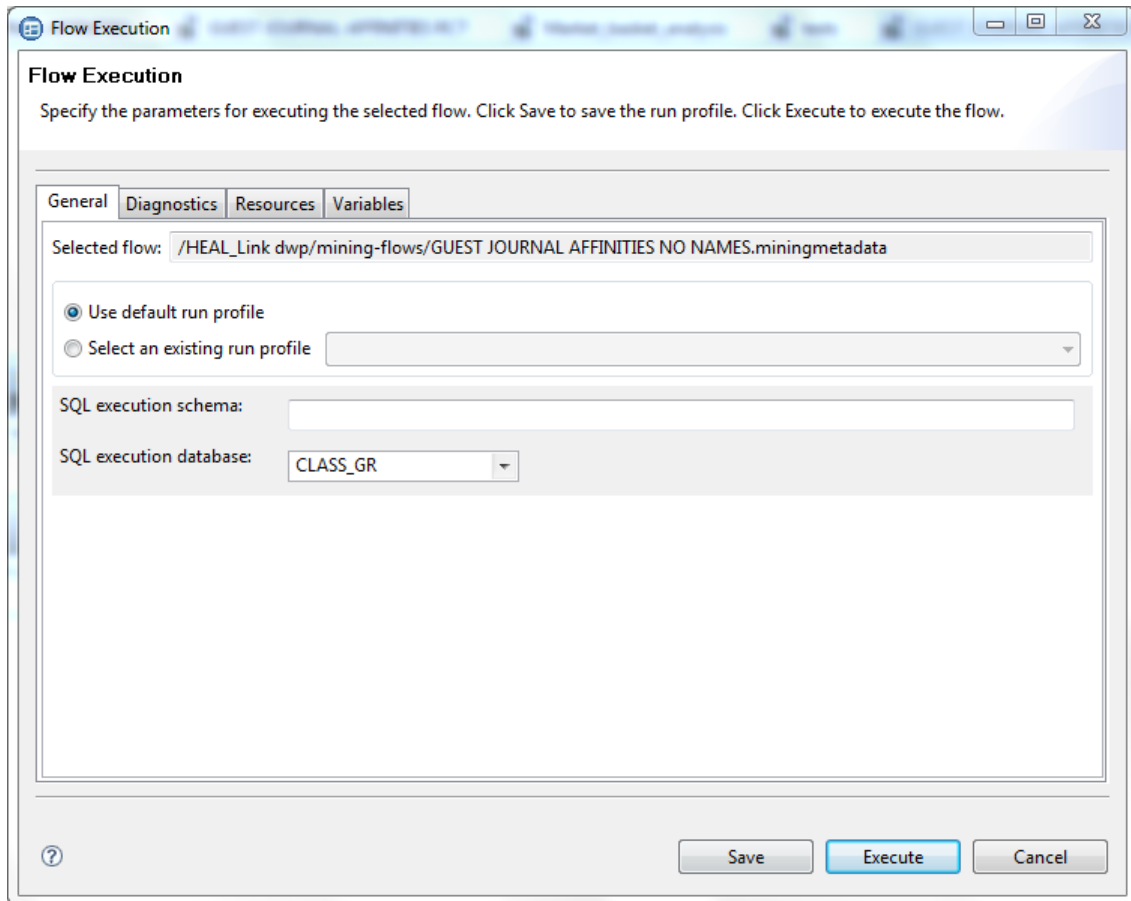 Flow Execution
Flow Execution
Specify the parameters for executing the selected flow. Click Save to save the run profile. Click Execute to execute the flow.
General Diagnostics Resources Variables
Selected flow: /HEAL_Link dwp/mining-flows/GUEST JOURNAL AFFINITIES NO NAMES.miningmetadata
Use default run profile
Select an existing run profile
SQL execution schema:
SQL execution database: CLASS_GR
Save Execute Cancel